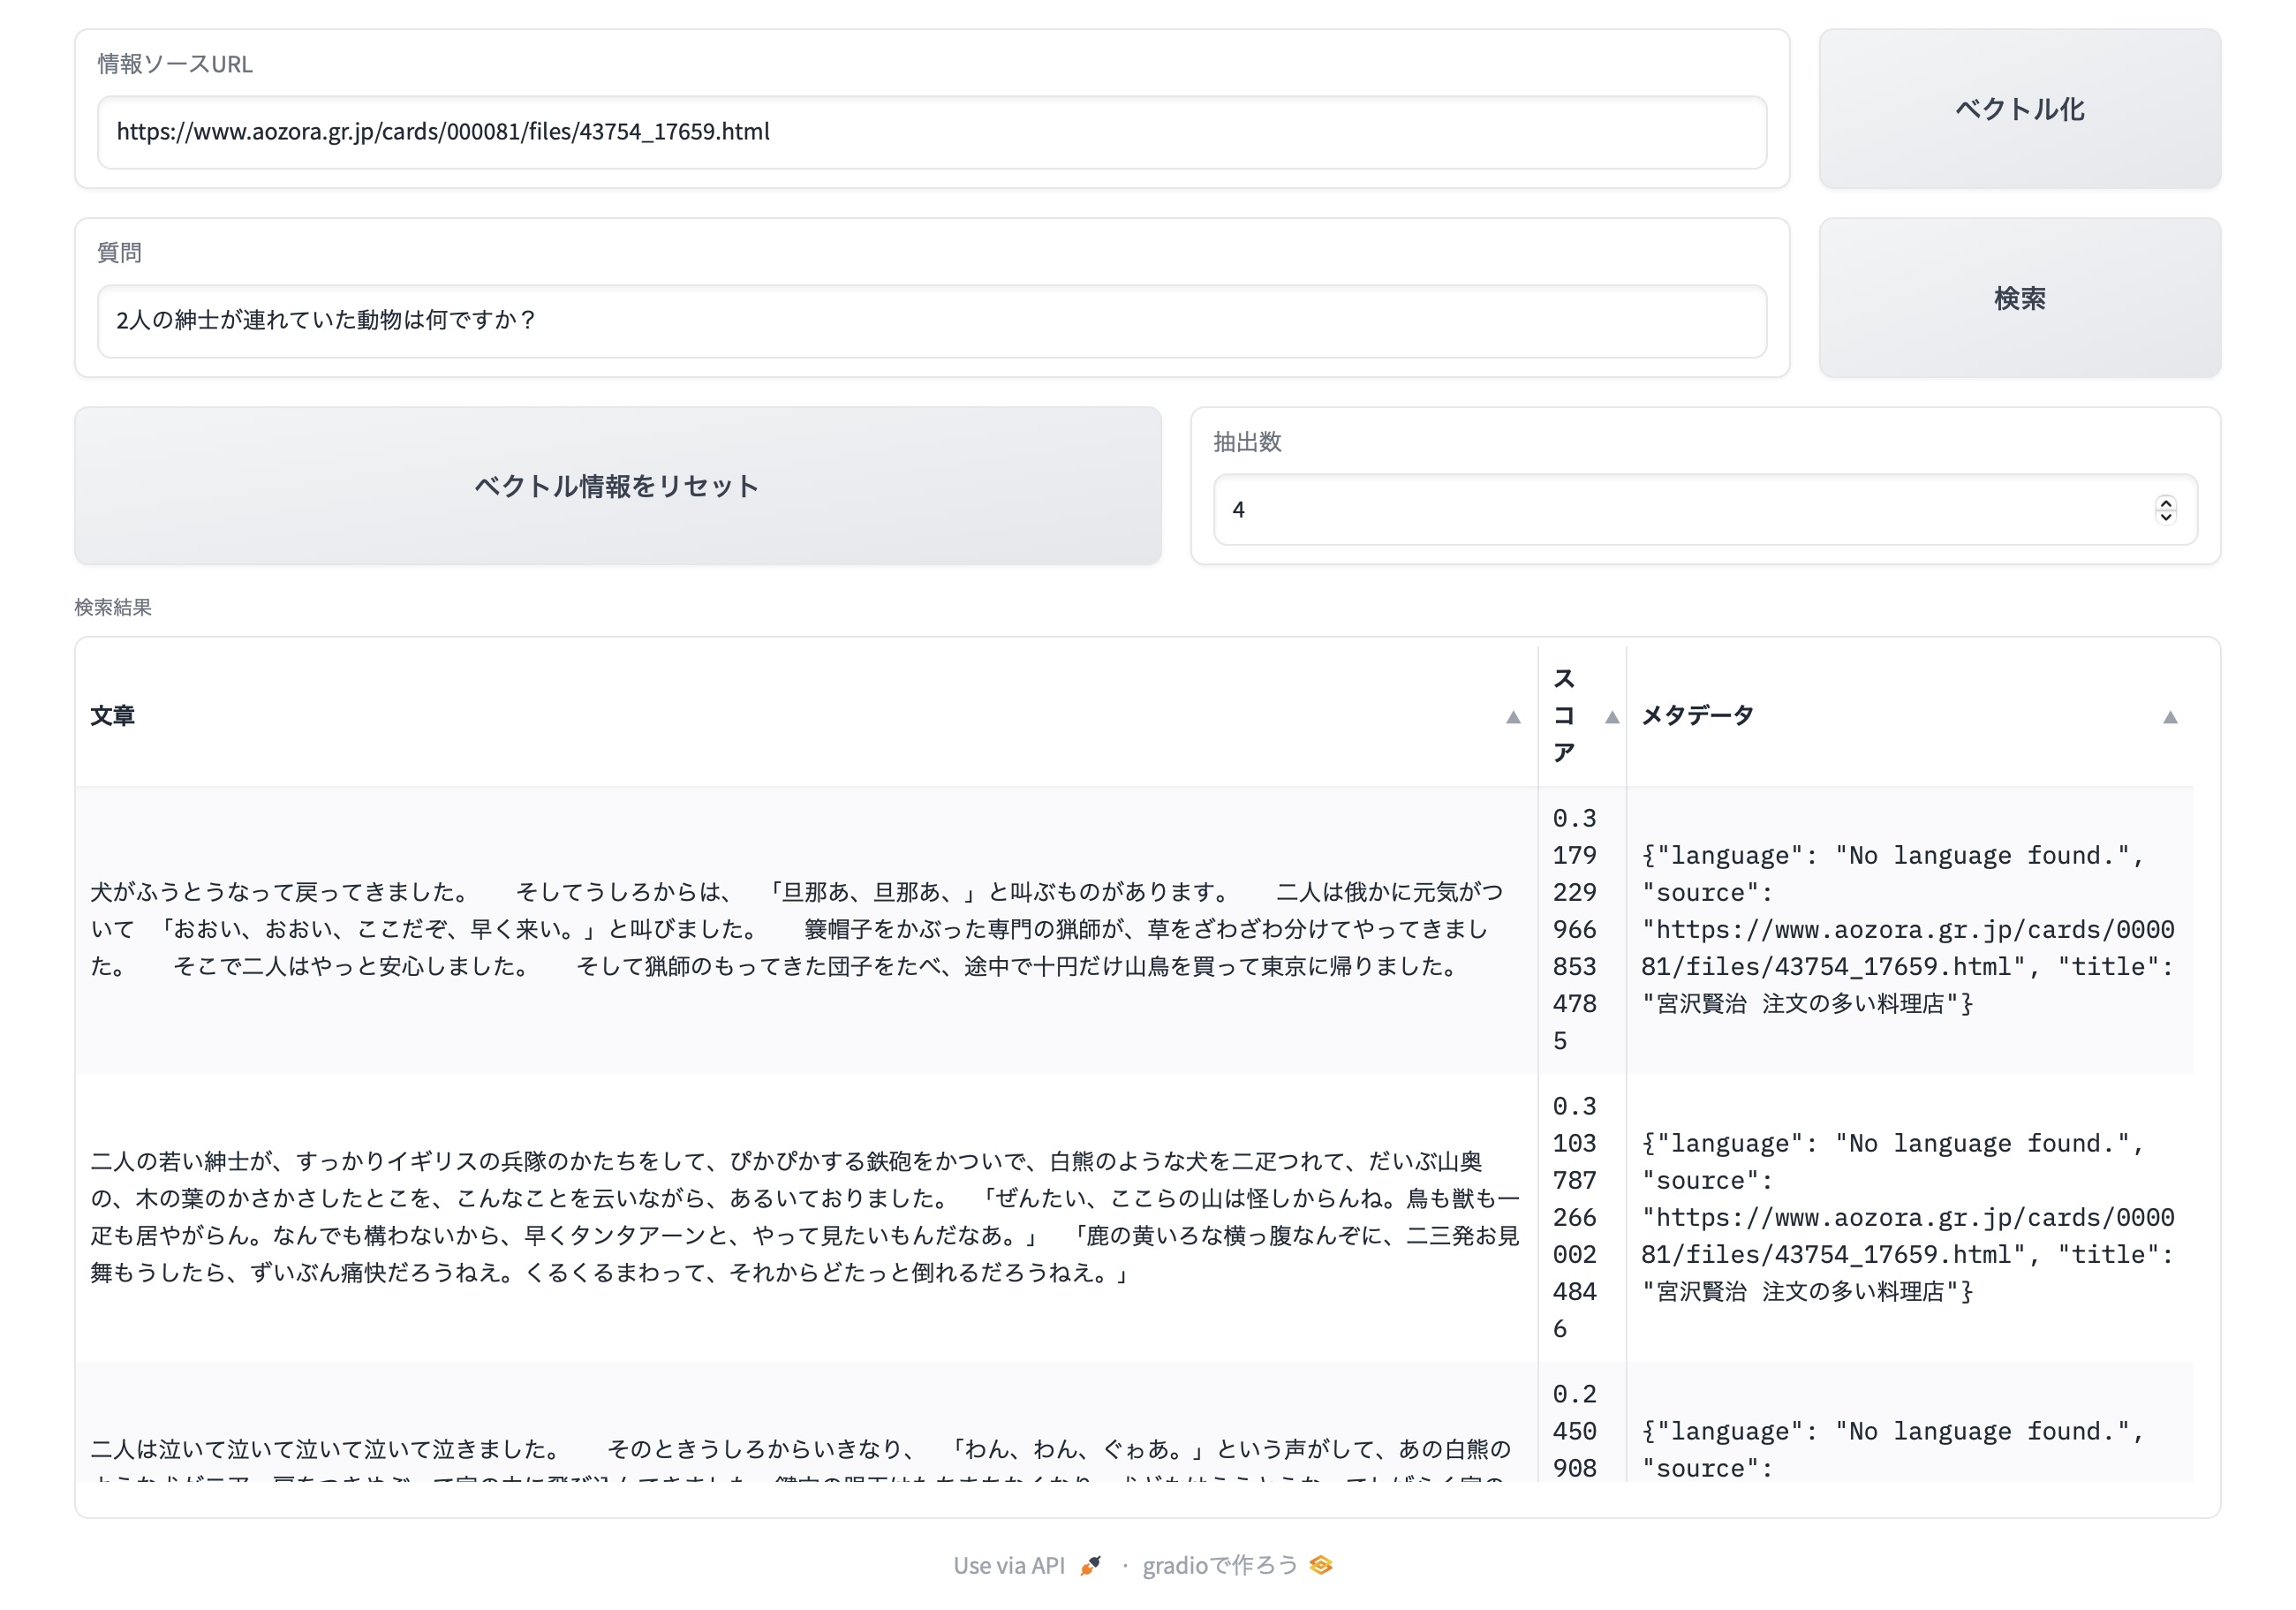 情報ソースURL
https://www.aozora.gr.jp/cards/000081/files/43754_17659.html
ベクトル化
質問
2人の紳士が連れていた動物は何ですか？
検索
ベクトル情報をリセット
抽出数
4
検索結果
文章
ス
コ
ア
メタデータ
犬がふうとうなって戻ってきました。　　そしてうしろからは、　「旦那あ、旦那あ、」と叫ぶものがあります。　　二人は俄かに元気がつ
いて　「おおい、おおい、ここだぞ、早く来い。」と叫びました。　　簑帽子をかぶった専門の猟師が、草をざわざわ分けてやってきまし
た。　　そこで二人はやっと安心しました。　　そして猟師のもってきた団子をたべ、途中で十円だけ山鳥を買って東京に帰りました。
0.3
179
229
966
853
478
5
{"language": "No language found.",
"source":
"https://www.aozora.gr.jp/cards/0000
81/files/43754_17659.html", "title":
"宮沢賢治 注文の多い料理店"}
二人の若い紳士が、すっかりイギリスの兵隊のかたちをして、ぴかぴかする鉄砲をかついで、白熊のような犬を二疋つれて、だいぶ山奥
の、木の葉のかさかさしたとこを、こんなことを云いながら、あるいておりました。　「ぜんたい、ここらの山は怪しからんね。鳥も獣も一
疋も居やがらん。なんでも構わないから、早くタンタアーンと、やって見たいもんだなあ。」　「鹿の黄いろな横っ腹なんぞに、二三発お見
舞もうしたら、ずいぶん痛快だろうねえ。くるくるまわって、それからどたっと倒れるだろうねえ。」
0.3
103
787
266
002
484
6
{"language": "No language found.",
"source":
"https://www.aozora.gr.jp/cards/0000
81/files/43754_17659.html", "title":
"宮沢賢治 注文の多い料理店"}
二人は泣いて泣いて泣いて泣いて泣きました。　　そのときうしろからいきなり、　「わん、わん、ぐゎあ。」という声がして、あの白熊の
0.2
450
908
{"language": "No language found.",
"source":
Use via API · gradioで作ろう